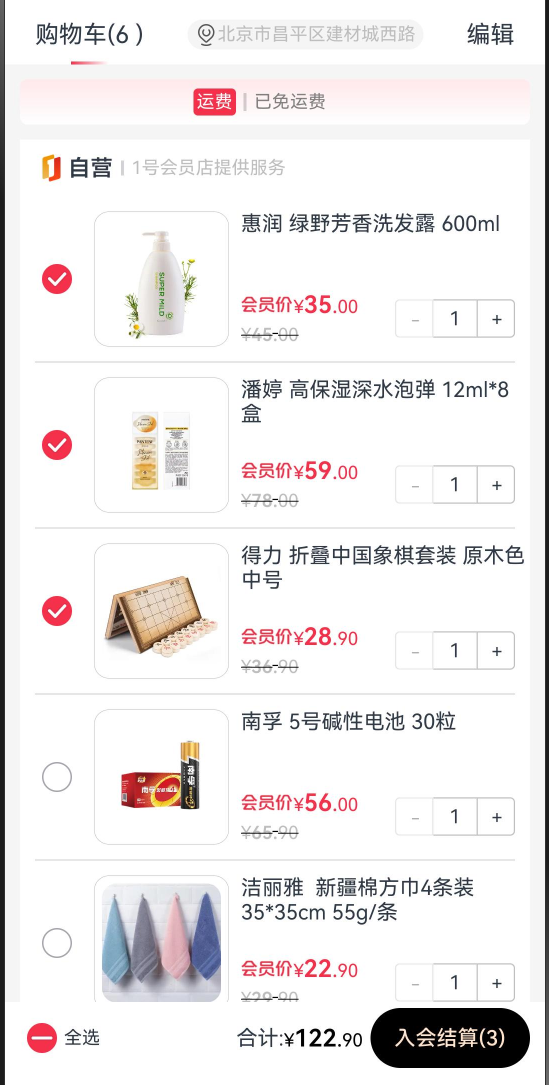 购物车(6 )
北京市昌平区建材城西路
编辑
运费 | 已免运费
自营 | 1号会员店提供服务
惠润 绿野芳香洗发露 600ml
SUPER MiLD
会员价¥35.00
¥45.00
- 1 +
潘婷 高保湿深水泡弹 12ml*8
盒
会员价¥59.00
¥78.00
- 1 +
得力 折叠中国象棋套装 原木色
中号
会员价¥28.90
¥36.90
- 1 +
南孚 5号碱性电池 30粒
南孚
会员价¥56.00
¥65.90
- 1 +
洁丽雅 新疆棉方巾4条装
35*35cm 55g/条
会员价¥22.90
¥29.90
- 1 +
全选
合计:¥122.90
入会结算(3)